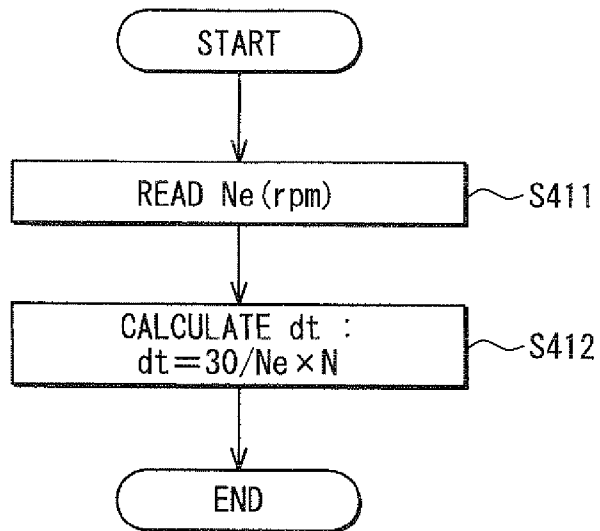 START
READ Ne(rpm)
S411
CALCULATE dt :
dt=30/Ne×N
S412
END